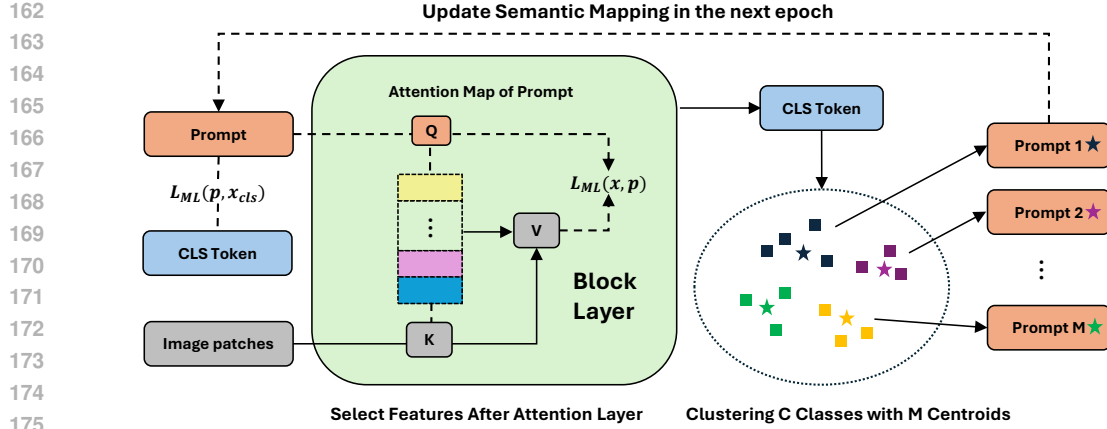 162
Update Semantic Mapping in the next epoch
163
164
Attention Map of Prompt
165
CLS Token
Prompt
Q
166
Prompt 1
167
L_ML(p, x_cls)
L_ML(x, p)
168
Prompt 2
⋮
V
169
CLS Token
170
⋮
Block
Layer
171
Prompt M
172
Image patches
K
173
174
Select Features After Attention Layer
Clustering C Classes with M Centroids
175